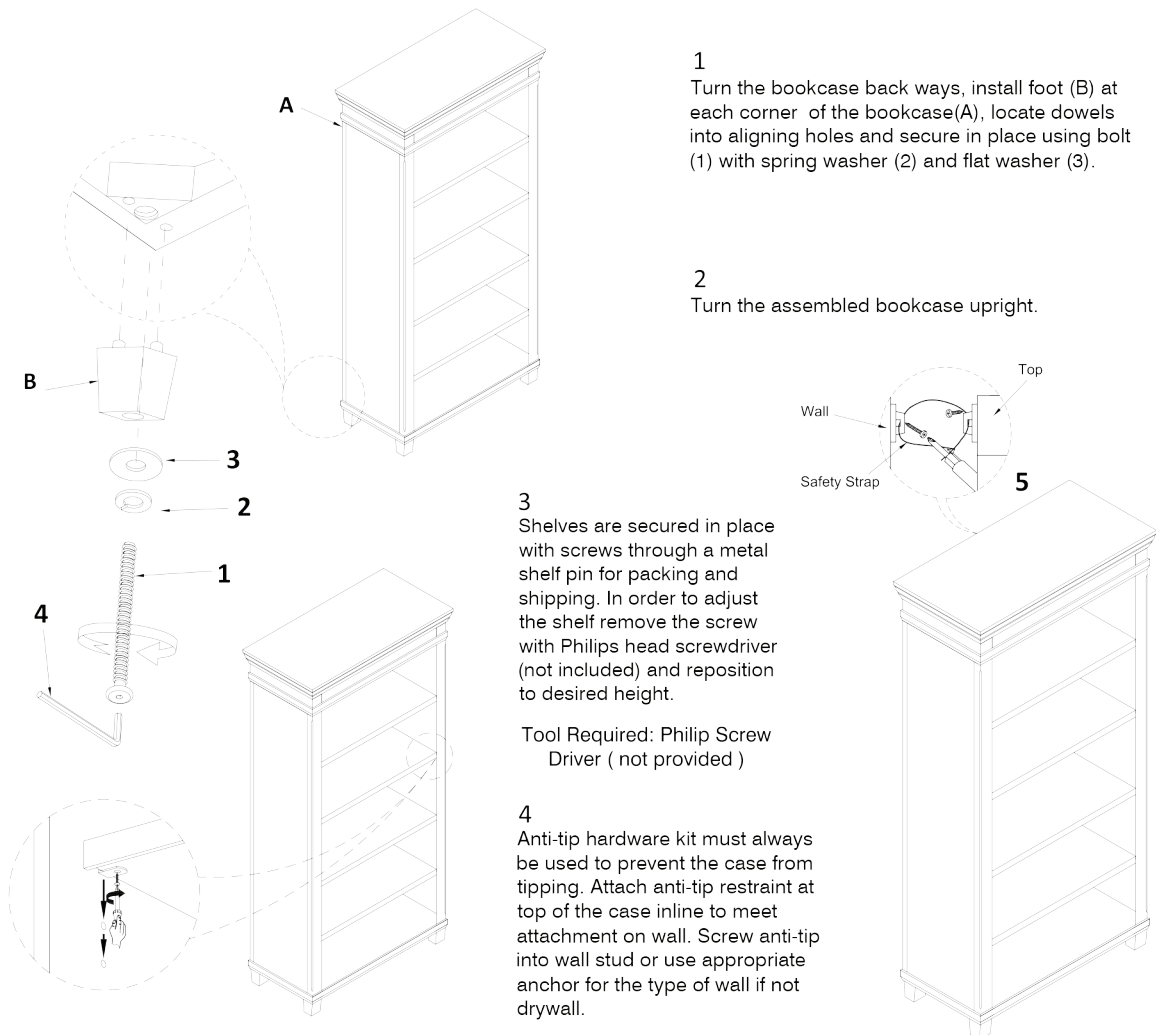 A
B
3
2
1
4
1
Turn the bookcase back ways, install foot (B) at
each corner of the bookcase(A), locate dowels
into aligning holes and secure in place using bolt
(1) with spring washer (2) and flat washer (3).
2
Turn the assembled bookcase upright.
Top
Wall
Safety Strap
5
3
Shelves are secured in place
with screws through a metal
shelf pin for packing and
shipping. In order to adjust
the shelf remove the screw
with Philips head screwdriver
(not included) and reposition
to desired height.
Tool Required: Philip Screw
Driver ( not provided )
4
Anti-tip hardware kit must always
be used to prevent the case from
tipping. Attach anti-tip restraint at
top of the case inline to meet
attachment on wall. Screw anti-tip
into wall stud or use appropriate
anchor for the type of wall if not
drywall.